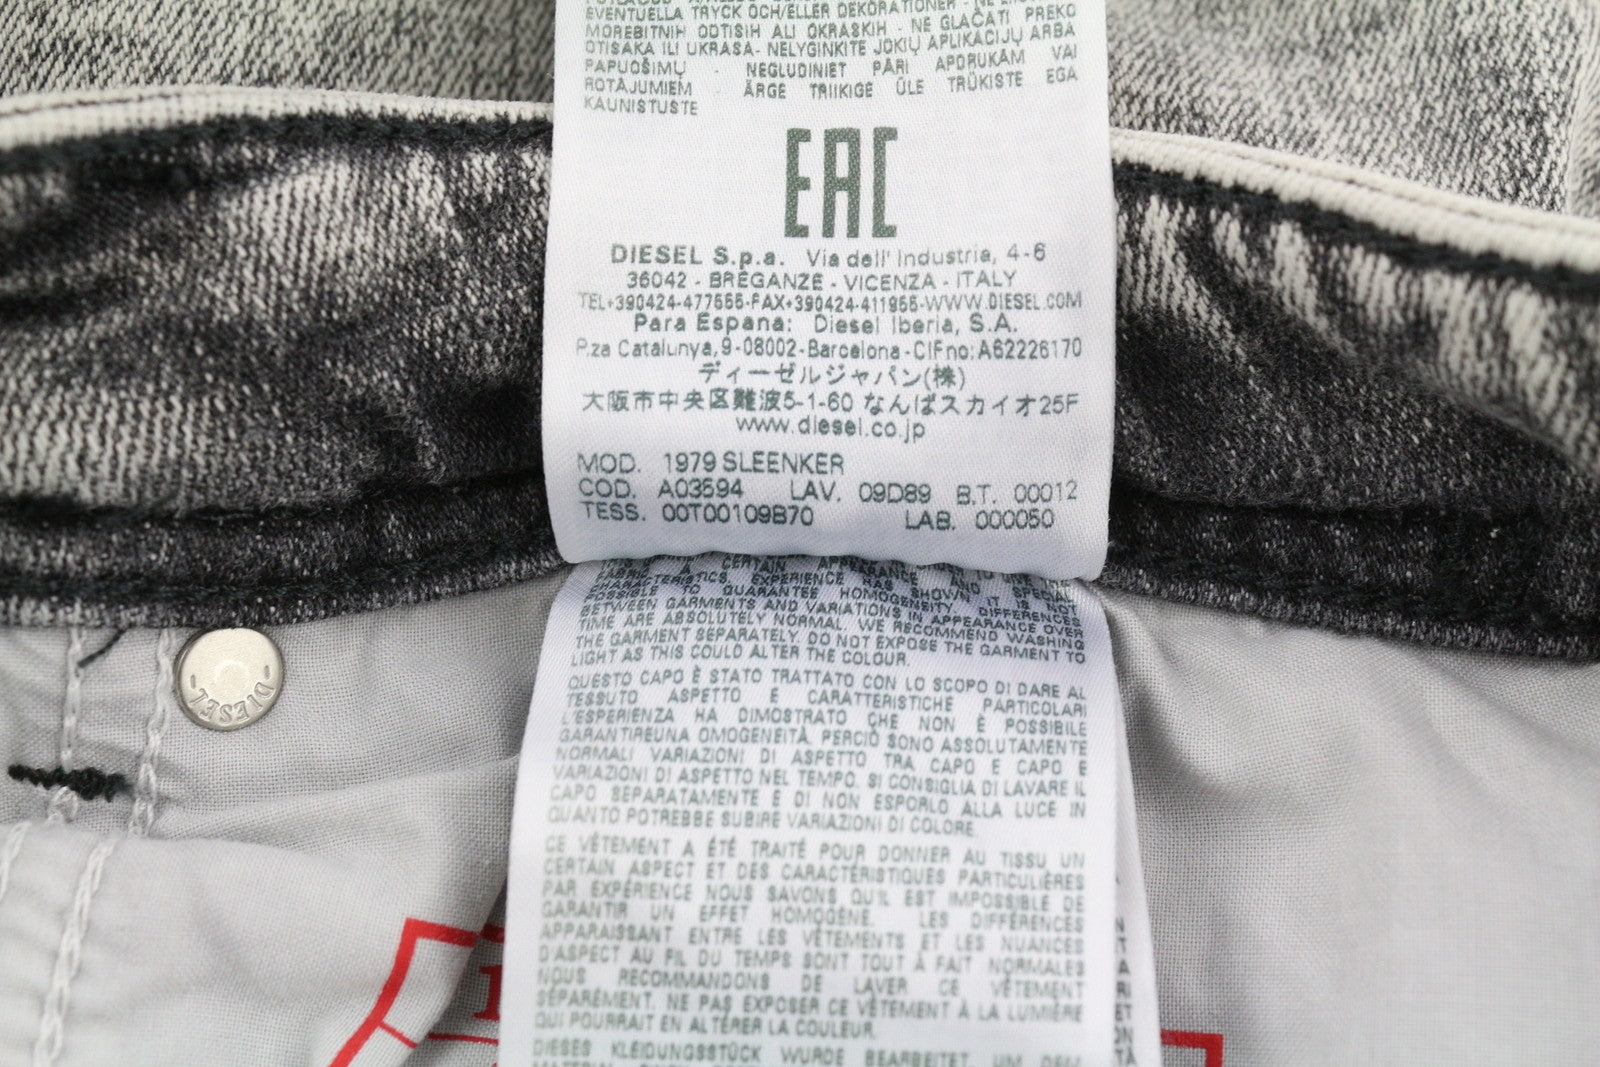 EVENTUELLA TRYCK OCH/ELLER DEKORATIONER - NE
MOREBITNIH ODTISIH ALI OKRASKIH - NE GLAČATI PREKO
OTISAKA ILI UKRASA - NELYGINKITE JOKIŲ APLIKACIJŲ ARBA
PAPUOŠIMŲ - NEGLUDINIET PĀRI APDRUKĀM VAI
ROTĀJUMIEM - ÄRGE TRIIKIGE ÜLE TRÜKISTE EGA
KAUNISTUSTE
EAC
DIESEL S.p.a. Via dell' Industria, 4-6
36042 - BREGANZE - VICENZA - ITALY
TEL+390424-477555-FAX+390424-411955-WWW.DIESEL.COM
Para Espana: Diesel Iberia, S.A.
P.za Catalunya, 9-08002-Barcelona-CIFno:A62226170
ディーゼルジャパン(株)
大阪市中央区難波5-1-60 なんばスカイオ25F
www.diesel.co.jp
MOD. 1979 SLEENKER
COD. A03594 LAV. 09D89 B.T. 00012
TESS. 00T00109B70 LAB. 000050
A CERTAIN APPEARANCE AND SPECIAL
CHARACTERISTICS. EXPERIENCE HAS SHOWN IT IS NOT
POSSIBLE TO GUARANTEE HOMOGENEITY. DIFFERENCES
BETWEEN GARMENTS AND VARIATIONS IN APPEARANCE OVER
TIME ARE ABSOLUTELY NORMAL. WE RECOMMEND WASHING
THE GARMENT SEPARATELY. DO NOT EXPOSE THE GARMENT TO
LIGHT AS THIS COULD ALTER THE COLOUR.
QUESTO CAPO È STATO TRATTATO CON LO SCOPO DI DARE AL
TESSUTO ASPETTO E CARATTERISTICHE PARTICOLARI
L'ESPERIENZA HA DIMOSTRATO CHE NON È POSSIBILE
GARANTIREUNA OMOGENEITÀ, PERCIÒ SONO ASSOLUTAMENTE
NORMALI VARIAZIONI DI ASPETTO TRA CAPO E CAPO E
VARIAZIONI DI ASPETTO NEL TEMPO. SI CONSIGLIA DI LAVARE IL
CAPO SEPARATAMENTE E DI NON ESPORLO ALLA LUCE IN
QUANTO POTREBBE SUBIRE VARIAZIONI DI COLORE.
CE VÊTEMENT A ÉTÉ TRAITÉ POUR DONNER AU TISSU UN
CERTAIN ASPECT ET DES CARACTÉRISTIQUES PARTICULIÈRES
PAR EXPÉRIENCE NOUS SAVONS QU'IL EST IMPOSSIBLE DE
GARANTIR UN EFFET HOMOGÈNE. LES DIFFÉRENCES
APPARAISSANT ENTRE LES VÊTEMENTS ET LES NUANCES
D'ASPECT AU FIL DU TEMPS SONT TOUT À FAIT NORMALES
NOUS RECOMMANDONS DE LAVER CE VÊTEMENT
SÉPARÉMENT. NE PAS EXPOSER CE VÊTEMENT À LA LUMIÈRE
QUI POURRAIT EN ALTÉRER LA COULEUR.
DIESES KLEIDUNGSSTÜCK WURDE BEARBEITET, UM DEM
DIESEL